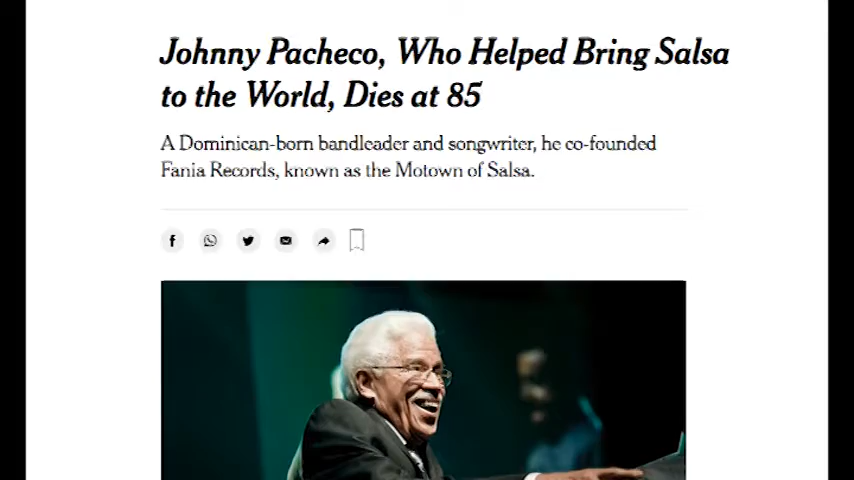 Johnny Pacheco, Who Helped Bring Salsa
to the World, Dies at 85
A Dominican-born bandleader and songwriter, he co-founded
Fania Records, known as the Motown of Salsa.